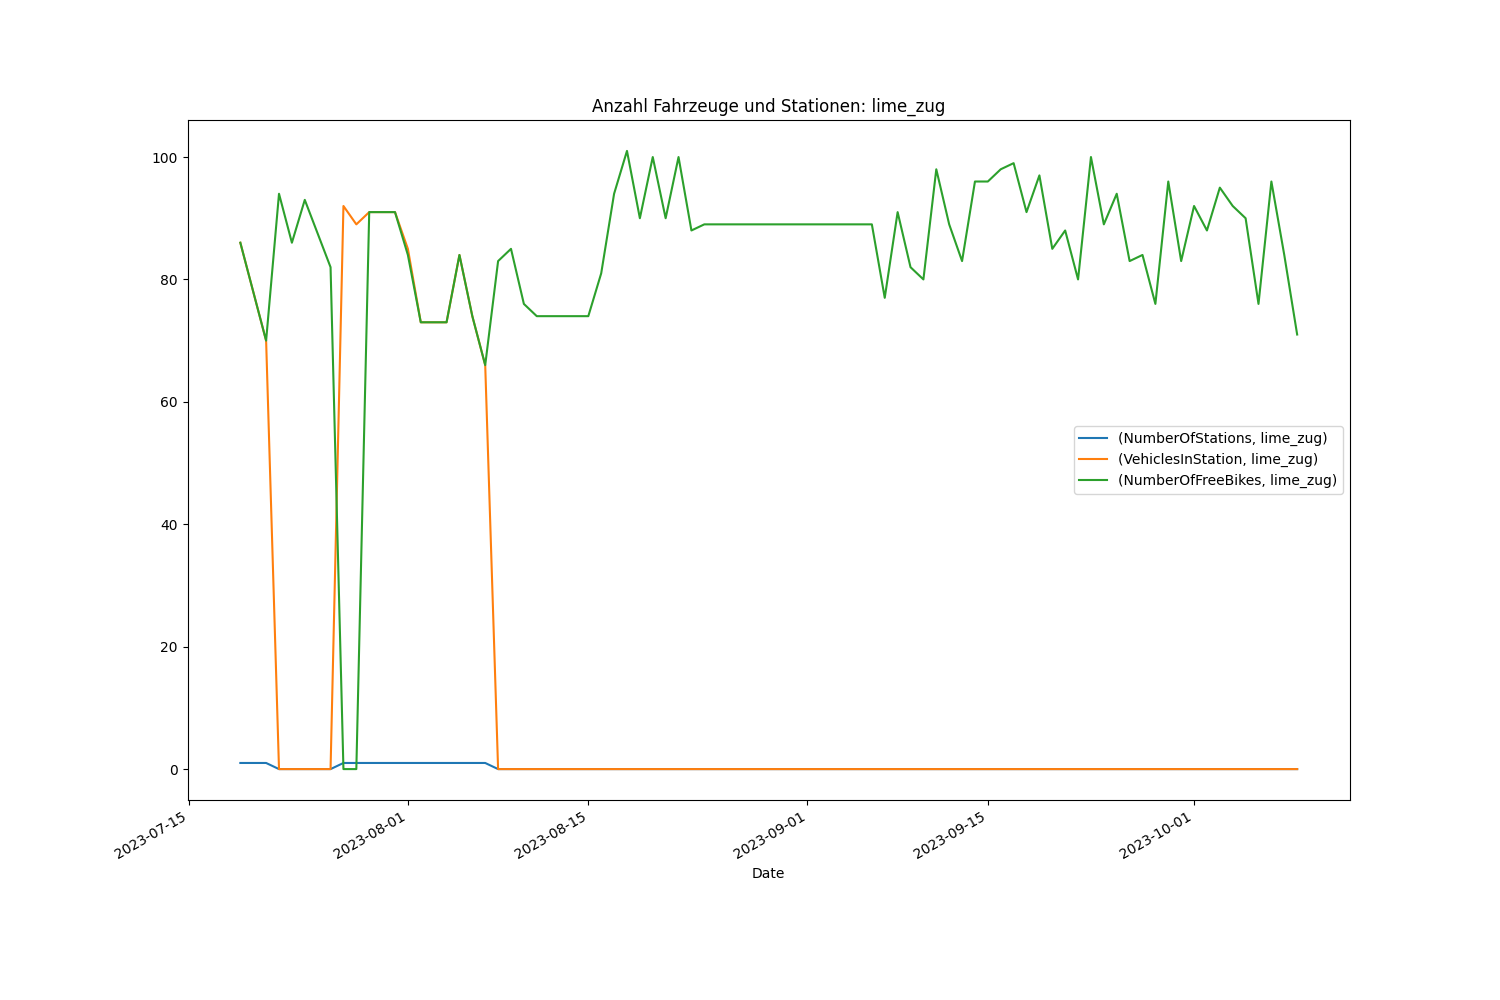 Anzahl Fahrzeuge und Stationen: lime_zug
100
80
60
40
20
0
(NumberOfStations, lime_zug)
(VehiclesInStation, lime_zug)
(NumberOfFreeBikes, lime_zug)
2023-07-15
2023-08-01
2023-08-15
2023-09-01
2023-09-15
2023-10-01
Date